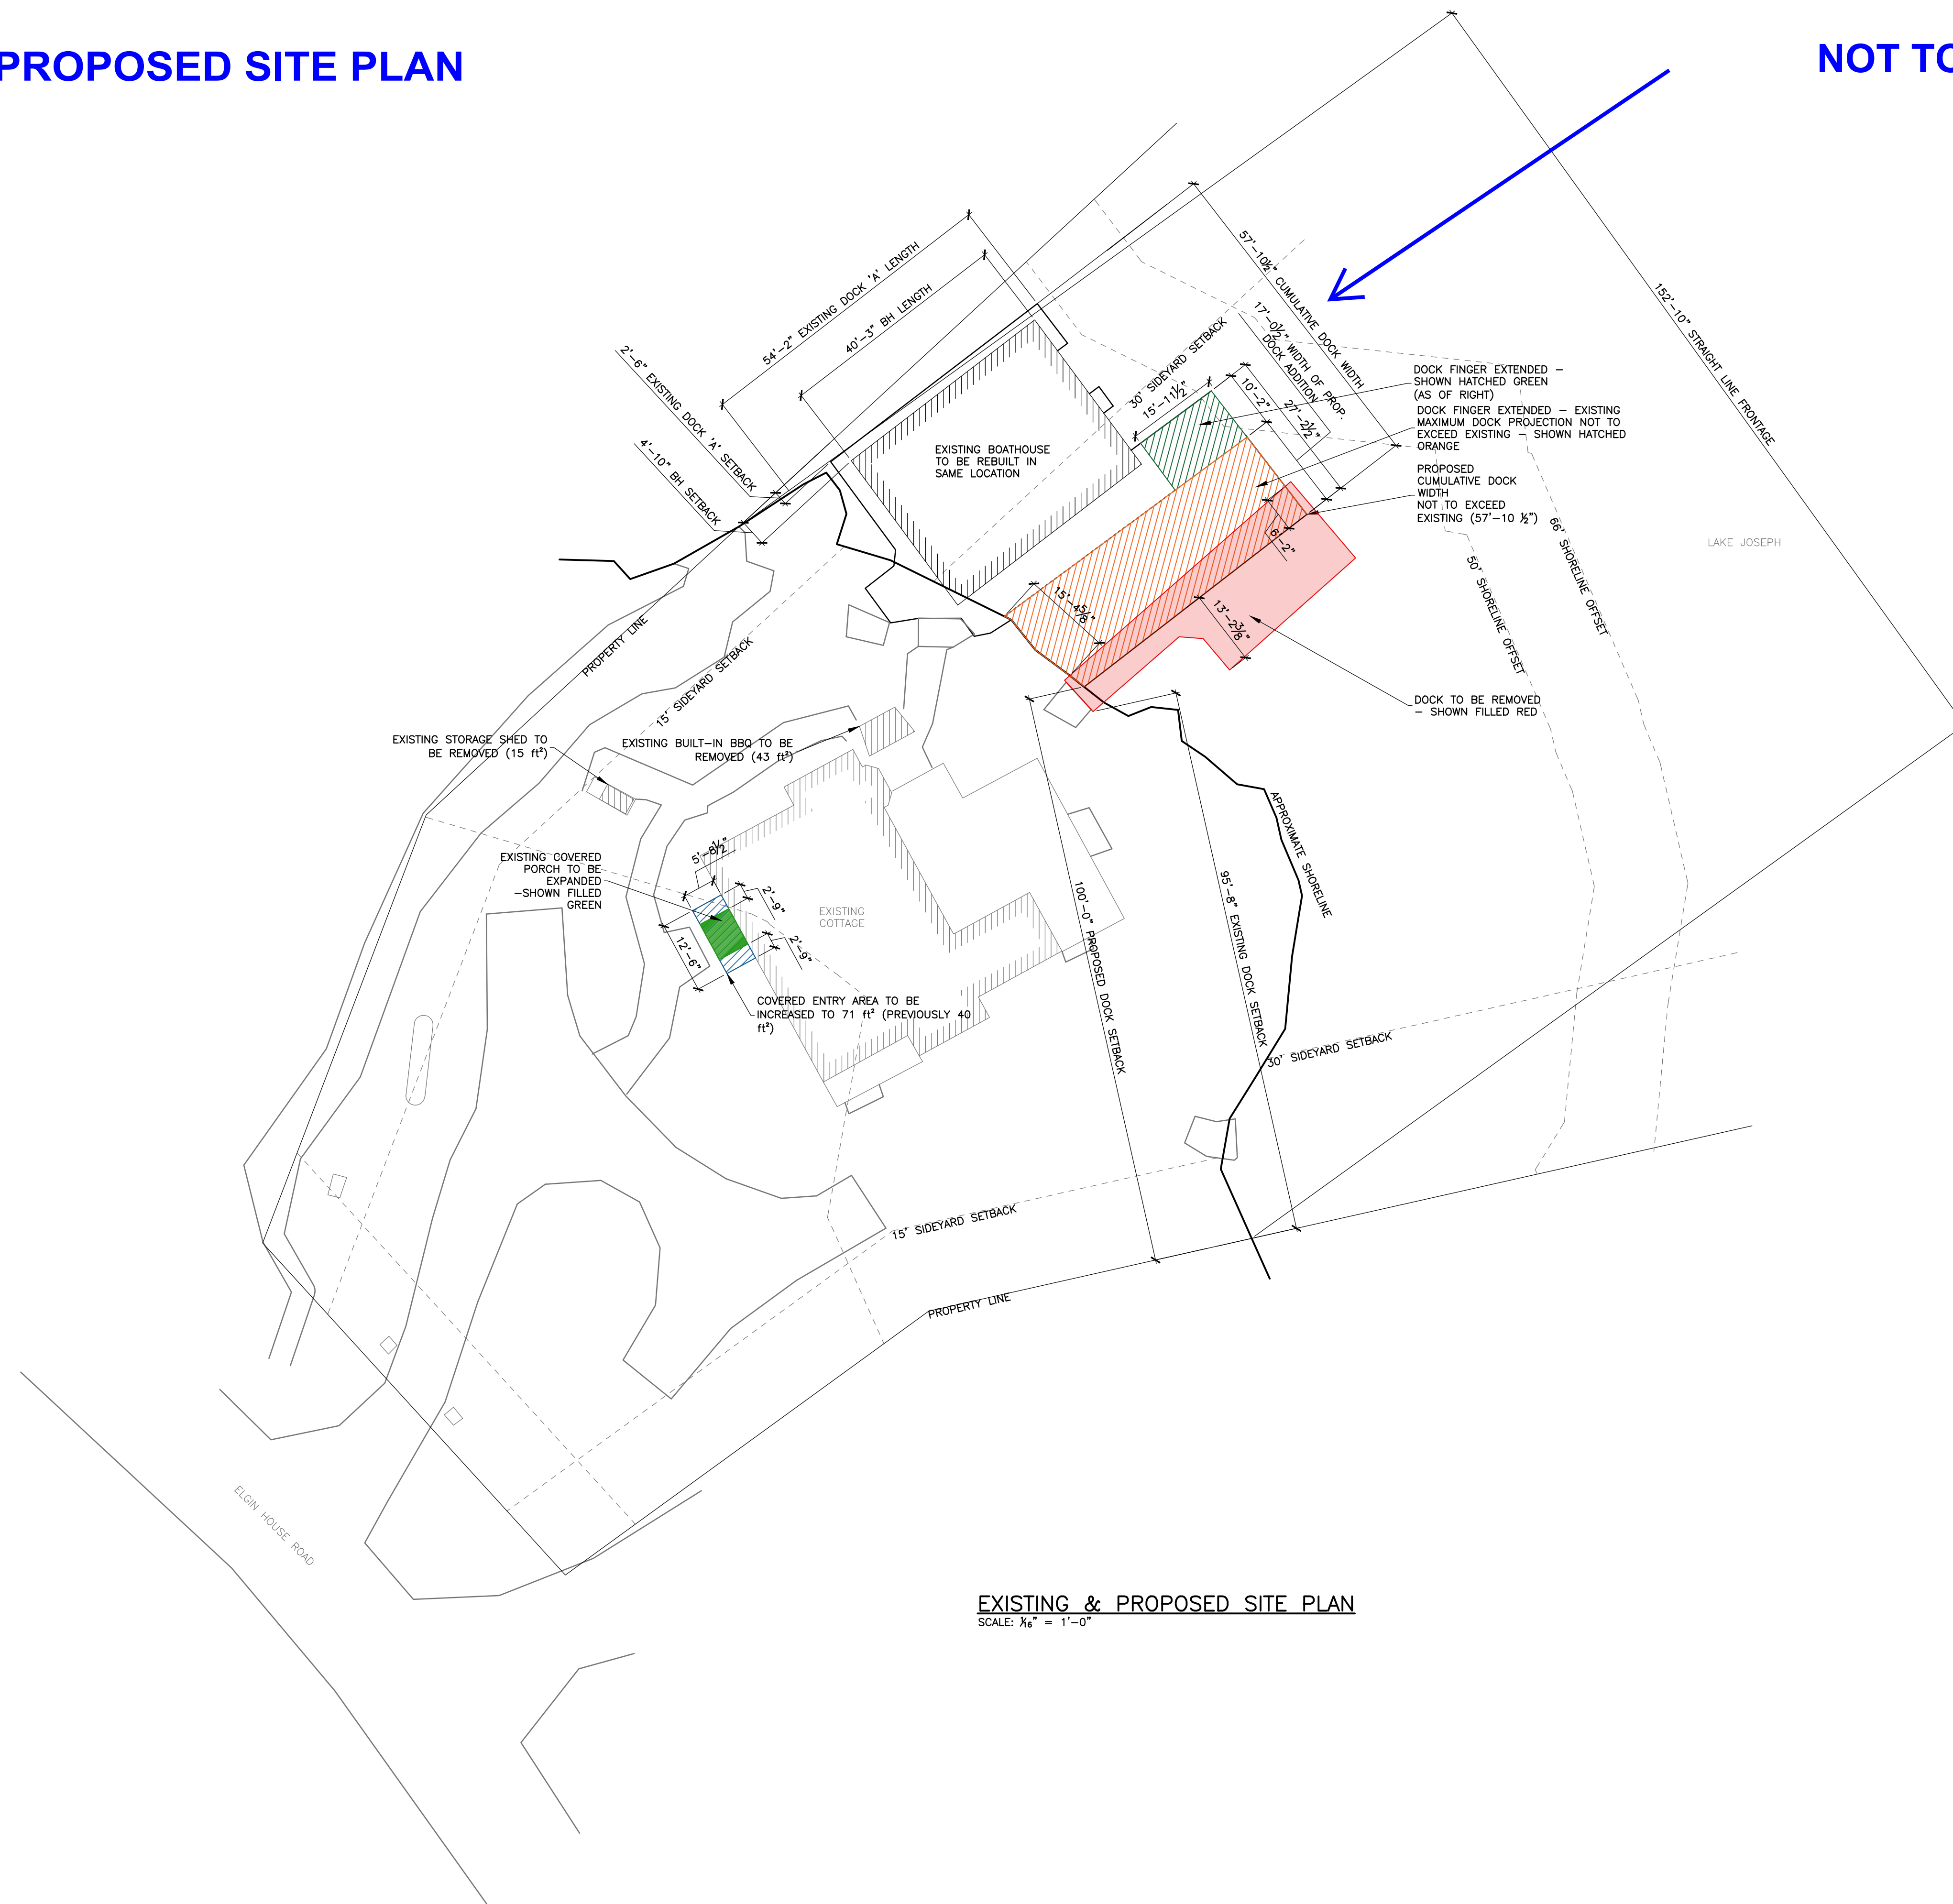 PROPOSED SITE PLAN
NOT TO
54'-2" EXISTING DOCK 'A' LENGTH
40'-3" BH LENGTH
2'-6" EXISTING DOCK 'A' SETBACK
4'-10" BH SETBACK
57'-10½" CUMULATIVE DOCK WIDTH
17'-0½" WIDTH OF PROP.
DOCK ADDITION
152'-10" STRAIGHT LINE FRONTAGE
30' SIDEYARD SETBACK
15'-11½"
10'-2"
27'-2½"
DOCK FINGER EXTENDED –
SHOWN HATCHED GREEN
(AS OF RIGHT)
DOCK FINGER EXTENDED – EXISTING
MAXIMUM DOCK PROJECTION NOT TO
EXCEED EXISTING – SHOWN HATCHED
ORANGE
PROPOSED
CUMULATIVE DOCK
WIDTH
NOT TO EXCEED
EXISTING (57'-10 ½")
EXISTING BOATHOUSE
TO BE REBUILT IN
SAME LOCATION
6'-2"
15'-4⅝"
13'-2⅜"
50' SHORELINE OFFSET
66' SHORELINE OFFSET
LAKE JOSEPH
DOCK TO BE REMOVED
– SHOWN FILLED RED
PROPERTY LINE
15' SIDEYARD SETBACK
EXISTING STORAGE SHED TO
BE REMOVED (15 ft²)
EXISTING BUILT-IN BBQ TO BE
REMOVED (43 ft²)
EXISTING COVERED
PORCH TO BE
EXPANDED
-SHOWN FILLED
GREEN
5'-8½"
2'-9"
2'-9"
12'-6"
EXISTING
COTTAGE
COVERED ENTRY AREA TO BE
INCREASED TO 71 ft² (PREVIOUSLY 40
ft²)
100'-0" PROPOSED DOCK SETBACK
95'-8" EXISTING DOCK SETBACK
APPROXIMATE SHORELINE
30' SIDEYARD SETBACK
15' SIDEYARD SETBACK
PROPERTY LINE
ELGIN HOUSE ROAD
EXISTING & PROPOSED SITE PLAN
SCALE: 1/16" = 1'-0"